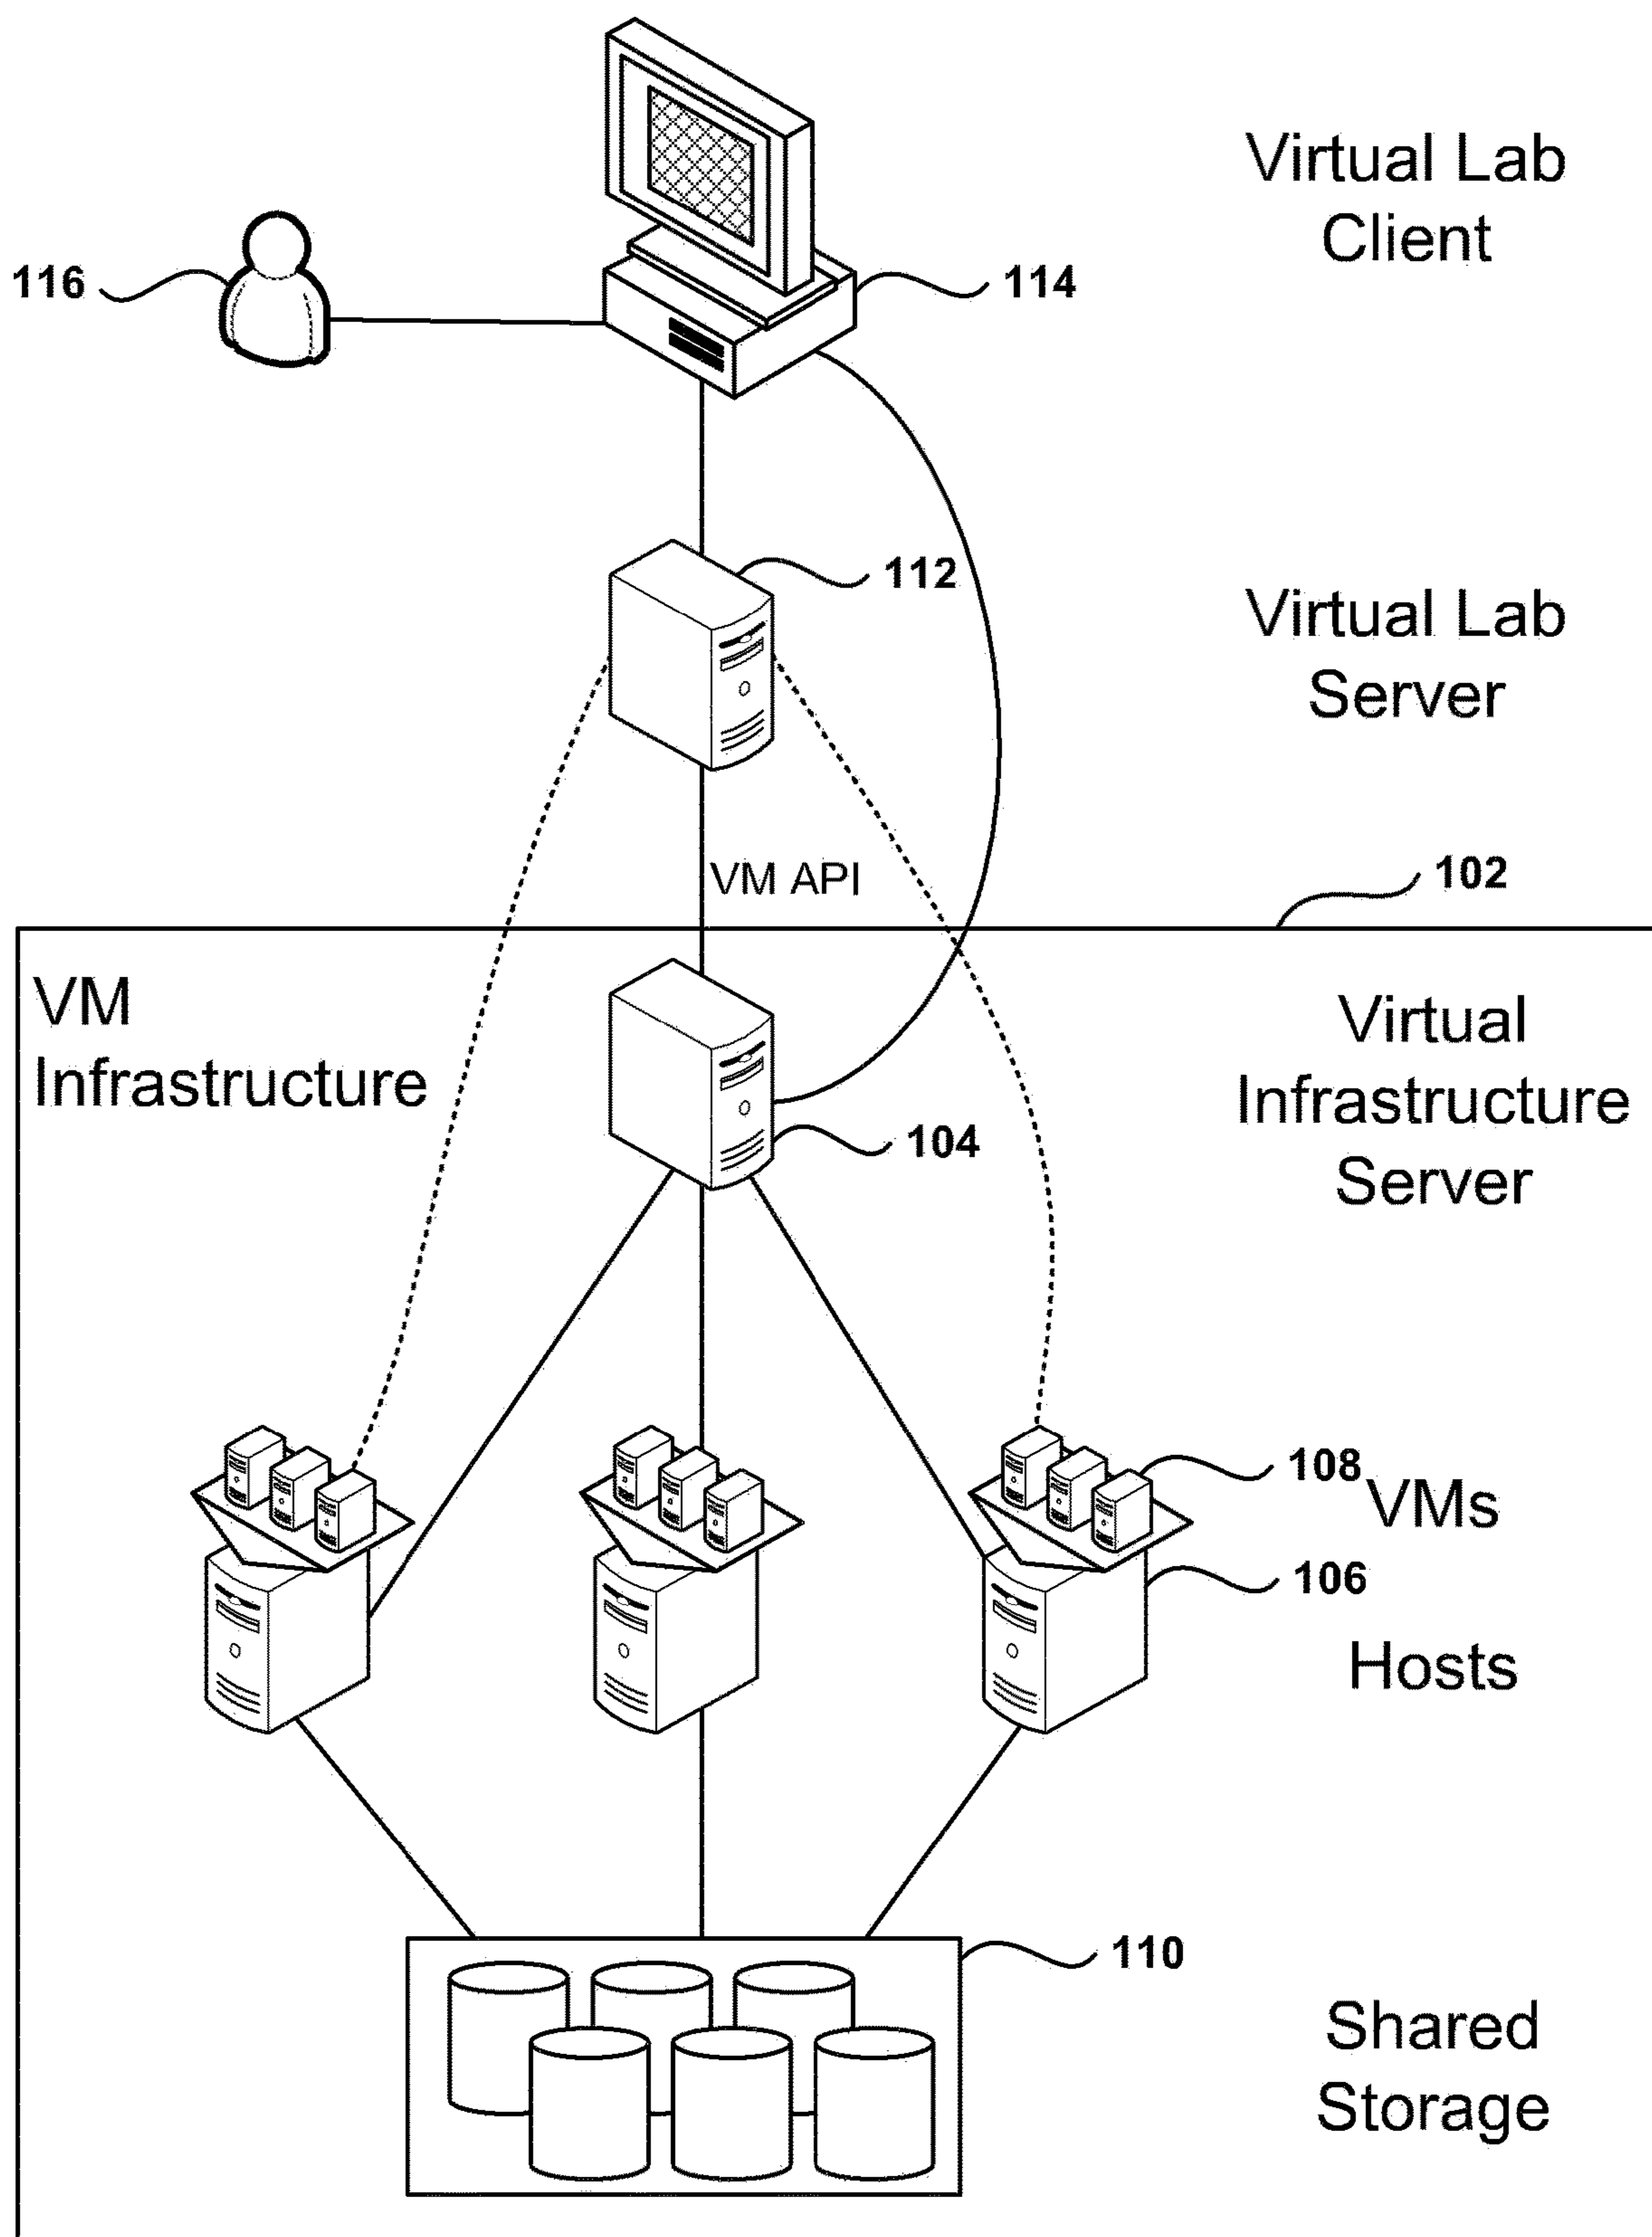 Virtual Lab
Client
116
114
112
Virtual Lab
Server
VM API
102
VM
Infrastructure
Virtual
Infrastructure
Server
104
108
VMs
106
Hosts
110
Shared
Storage